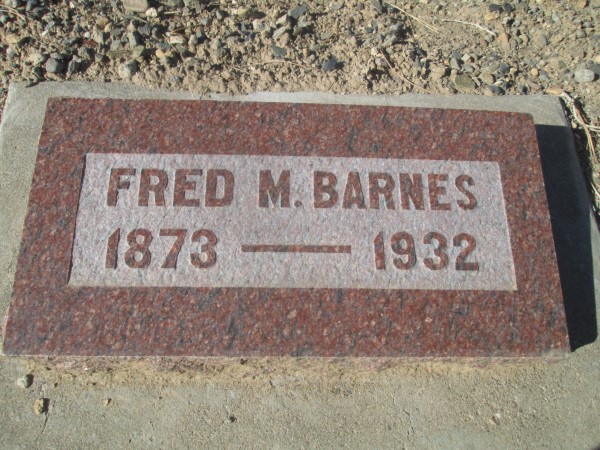 FRED M. BARNES
1873 — 1932